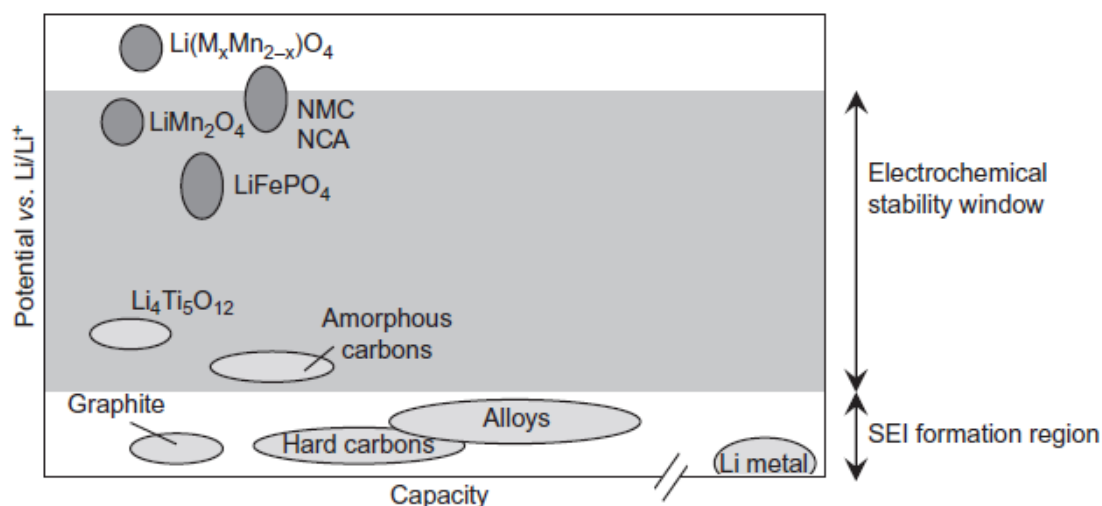 Li(MₓMn₂₋ₓ)O₄
LiMn₂O₄
NMC
NCA
LiFePO₄
Potential vs. Li/Li⁺
Electrochemical
stability window
Li₄Ti₅O₁₂
Amorphous
carbons
Graphite
Alloys
Hard carbons
SEI formation region
Li metal
Capacity